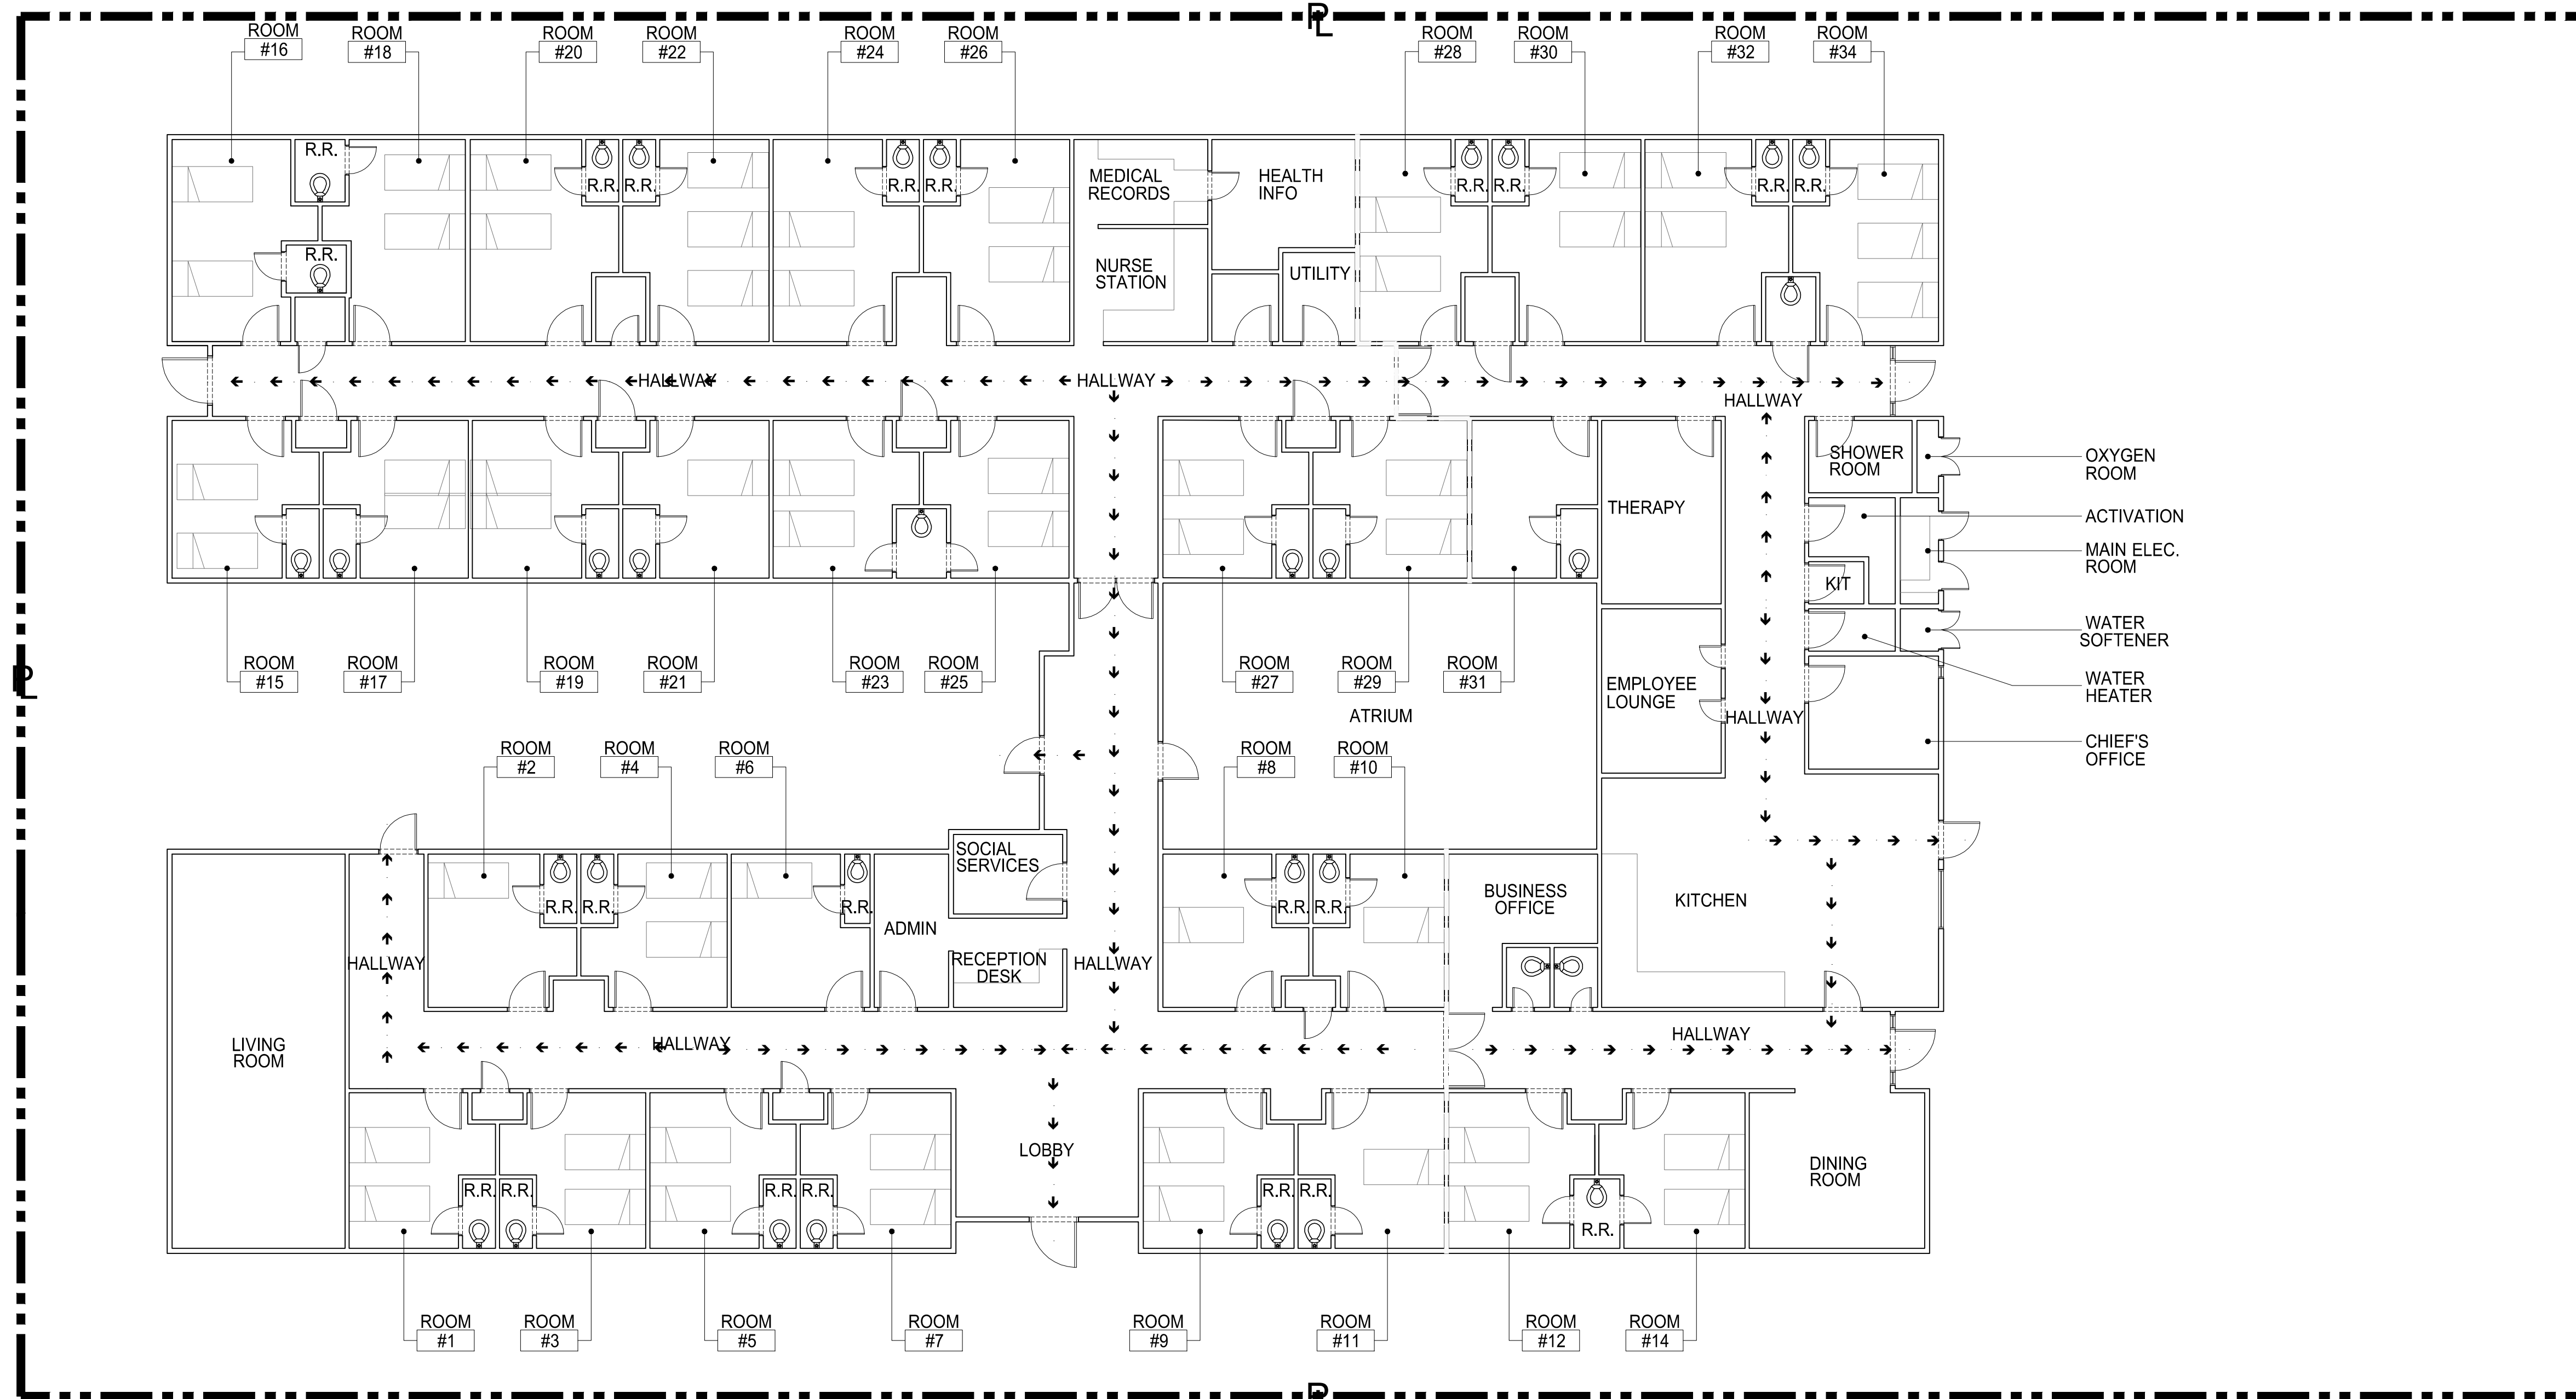 PL
ROOM
#16
ROOM
#18
ROOM
#20
ROOM
#22
ROOM
#24
ROOM
#26
ROOM
#28
ROOM
#30
ROOM
#32
ROOM
#34
R.R.
R.R.
R.R.
R.R.
R.R.
R.R.
MEDICAL
RECORDS
HEALTH
INFO
R.R.
R.R.
R.R.
R.R.
NURSE
STATION
UTILITY
HALLWAY
HALLWAY
HALLWAY
SHOWER
ROOM
OXYGEN
ROOM
THERAPY
ACTIVATION
MAIN ELEC.
ROOM
KIT
WATER
SOFTENER
ROOM
#15
ROOM
#17
ROOM
#19
ROOM
#21
ROOM
#23
ROOM
#25
ROOM
#27
ROOM
#29
ROOM
#31
PL
EMPLOYEE
LOUNGE
WATER
HEATER
ATRIUM
HALLWAY
CHIEF'S
OFFICE
ROOM
#2
ROOM
#4
ROOM
#6
ROOM
#8
ROOM
#10
SOCIAL
SERVICES
R.R.
R.R.
R.R.
ADMIN
R.R.
R.R.
BUSINESS
OFFICE
KITCHEN
HALLWAY
RECEPTION
DESK
HALLWAY
LIVING
ROOM
HALLWAY
HALLWAY
LOBBY
DINING
ROOM
R.R.
R.R.
R.R.
R.R.
R.R.
R.R.
R.R.
ROOM
#1
ROOM
#3
ROOM
#5
ROOM
#7
ROOM
#9
ROOM
#11
ROOM
#12
ROOM
#14